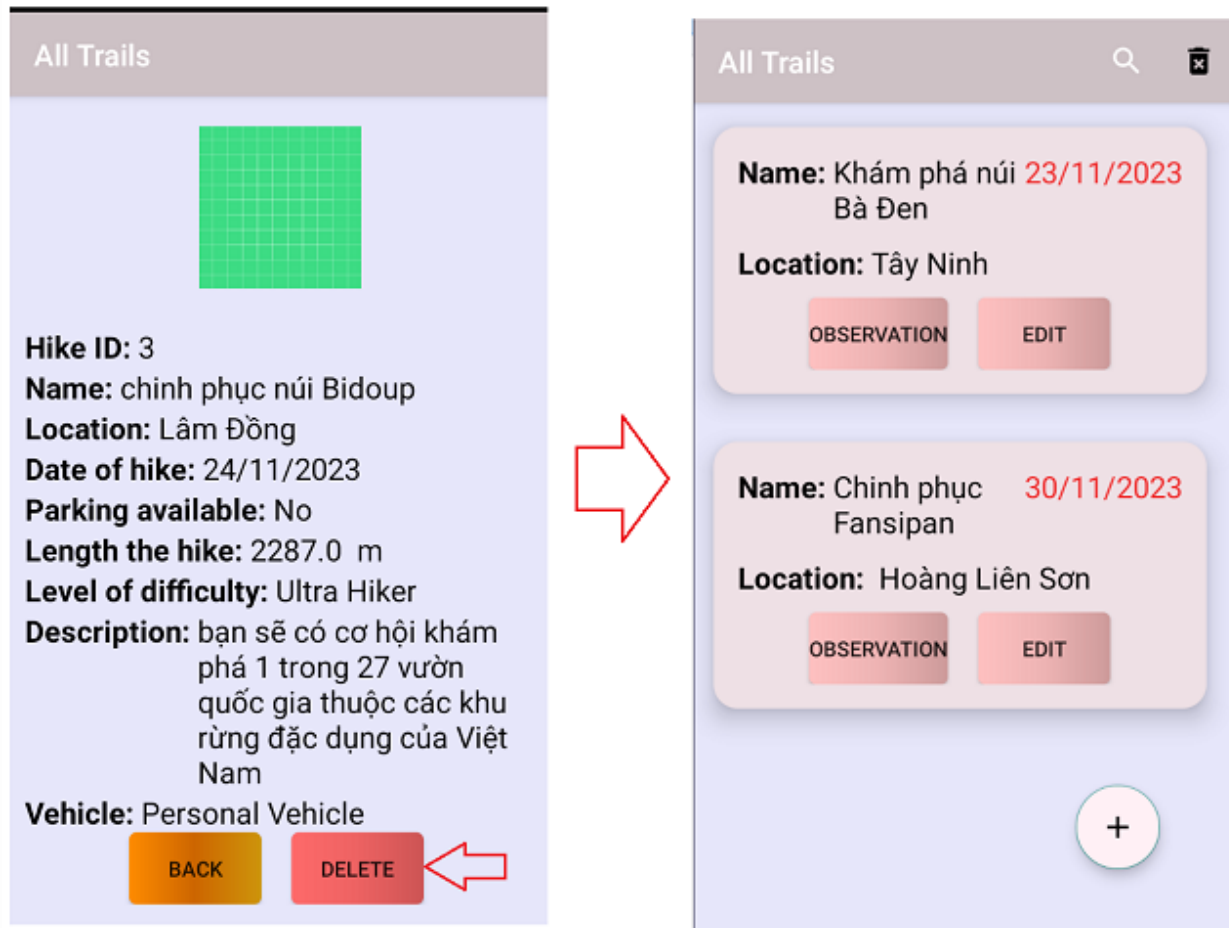 All Trails
Hike ID: 3
Name: chinh phục núi Bidoup
Location: Lâm Đồng
Date of hike: 24/11/2023
Parking available: No
Length the hike: 2287.0 m
Level of difficulty: Ultra Hiker
Description: bạn sẽ có cơ hội khám
phá 1 trong 27 vườn
quốc gia thuộc các khu
rừng đặc dụng của Việt
Nam
Vehicle: Personal Vehicle
BACK DELETE
All Trails
Name: Khám phá núi 23/11/2023
Bà Đen
Location: Tây Ninh
OBSERVATION EDIT
Name: Chinh phục 30/11/2023
Fansipan
Location: Hoàng Liên Sơn
OBSERVATION EDIT
+